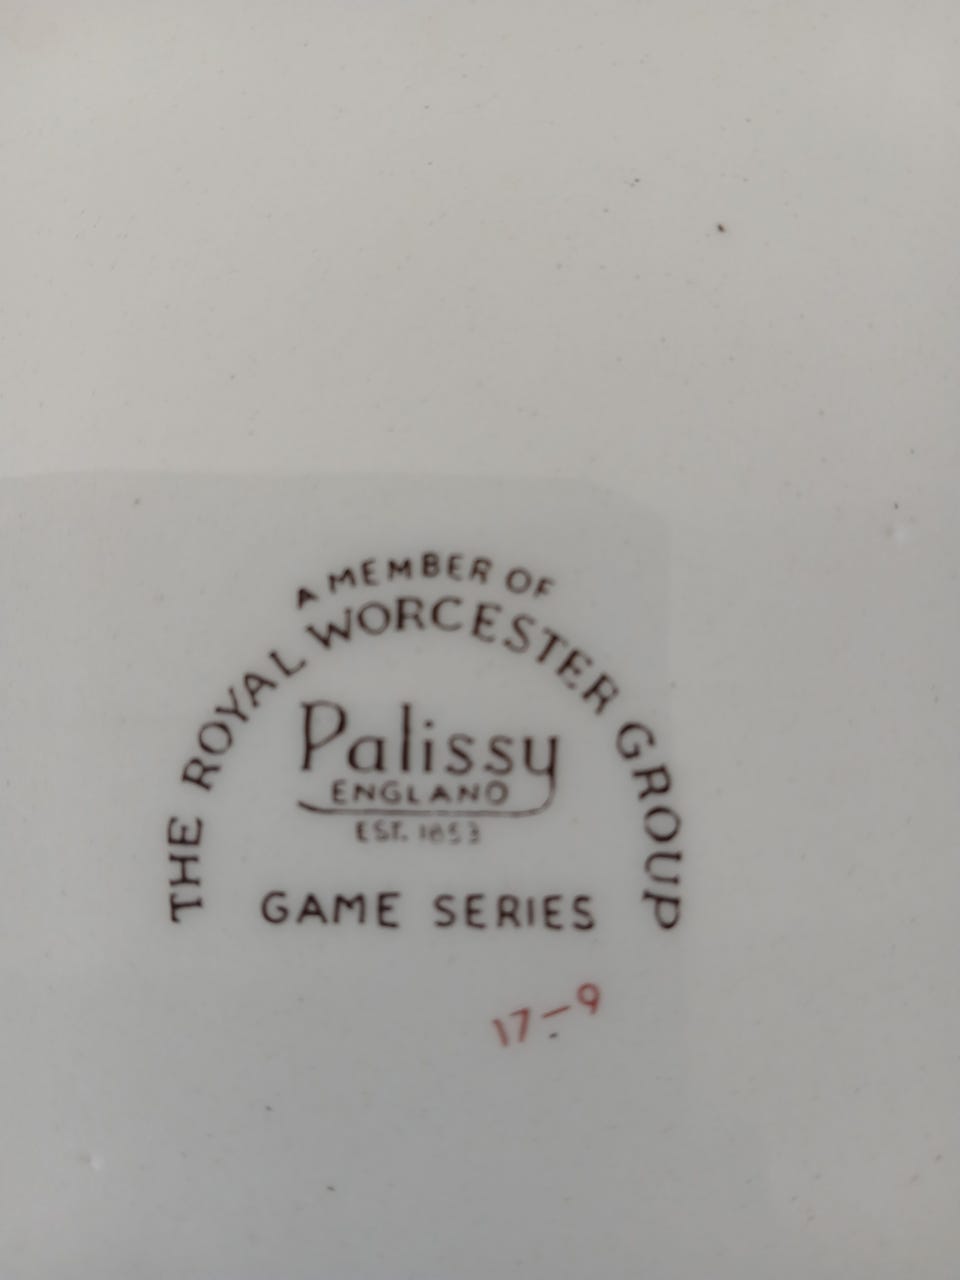 A MEMBER OF
THE ROYAL WORCESTER GROUP
Palissy
ENGLAND
EST. 1853
GAME SERIES
17-9